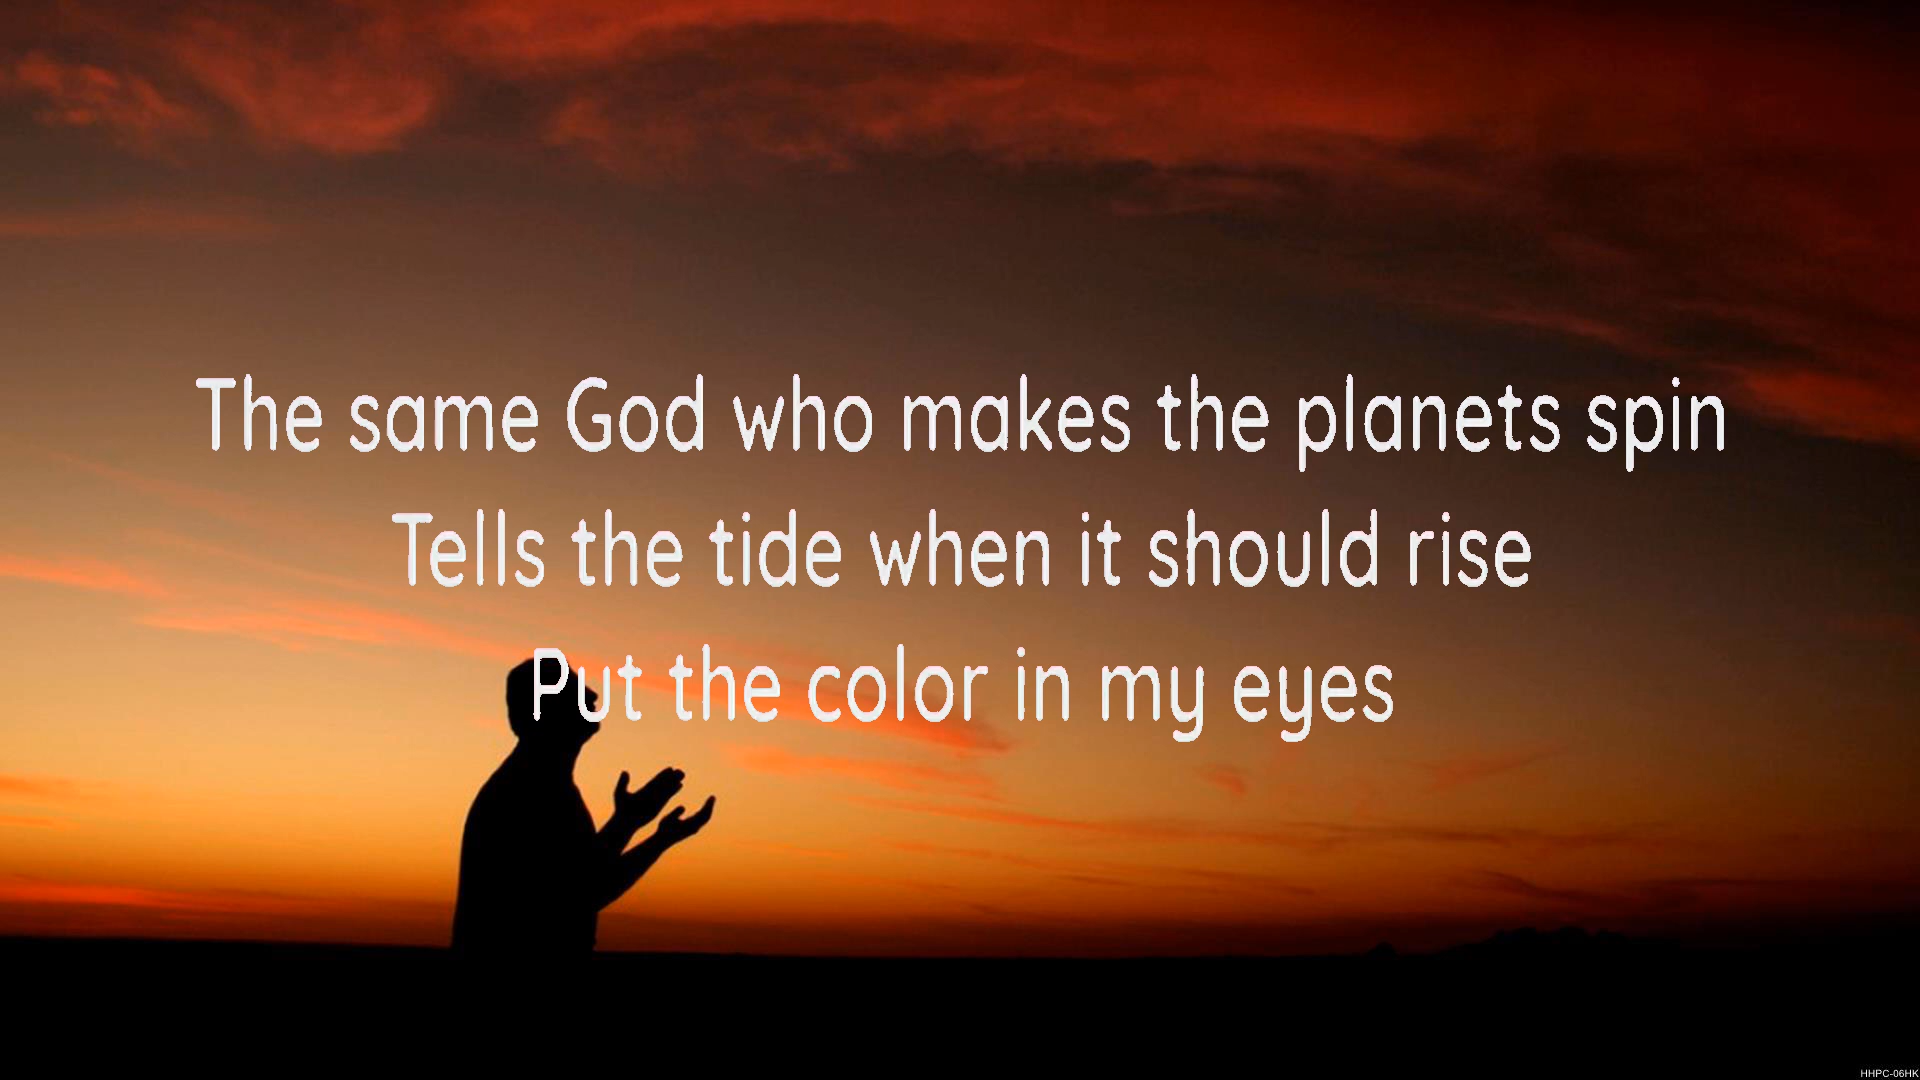 The same God who makes the planets spin
Tells the tide when it should rise
Put the color in my eyes
HHPC-06HK